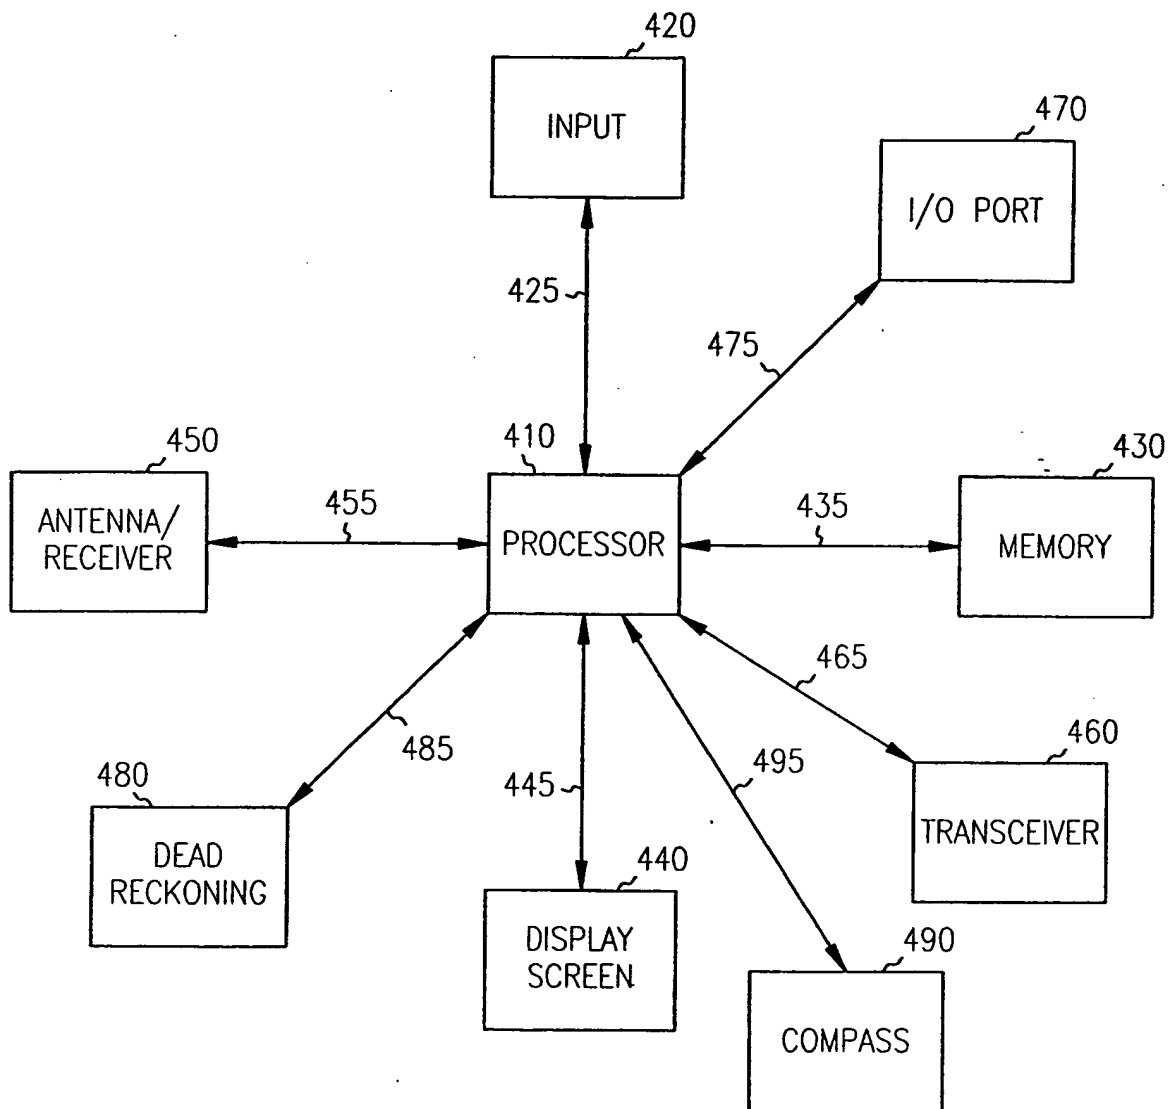 420
INPUT
470
I/O PORT
425
475
450
ANTENNA/
RECEIVER
455
410
PROCESSOR
435
430
MEMORY
465
460
TRANSCEIVER
485
480
DEAD
RECKONING
445
440
DISPLAY
SCREEN
495
490
COMPASS